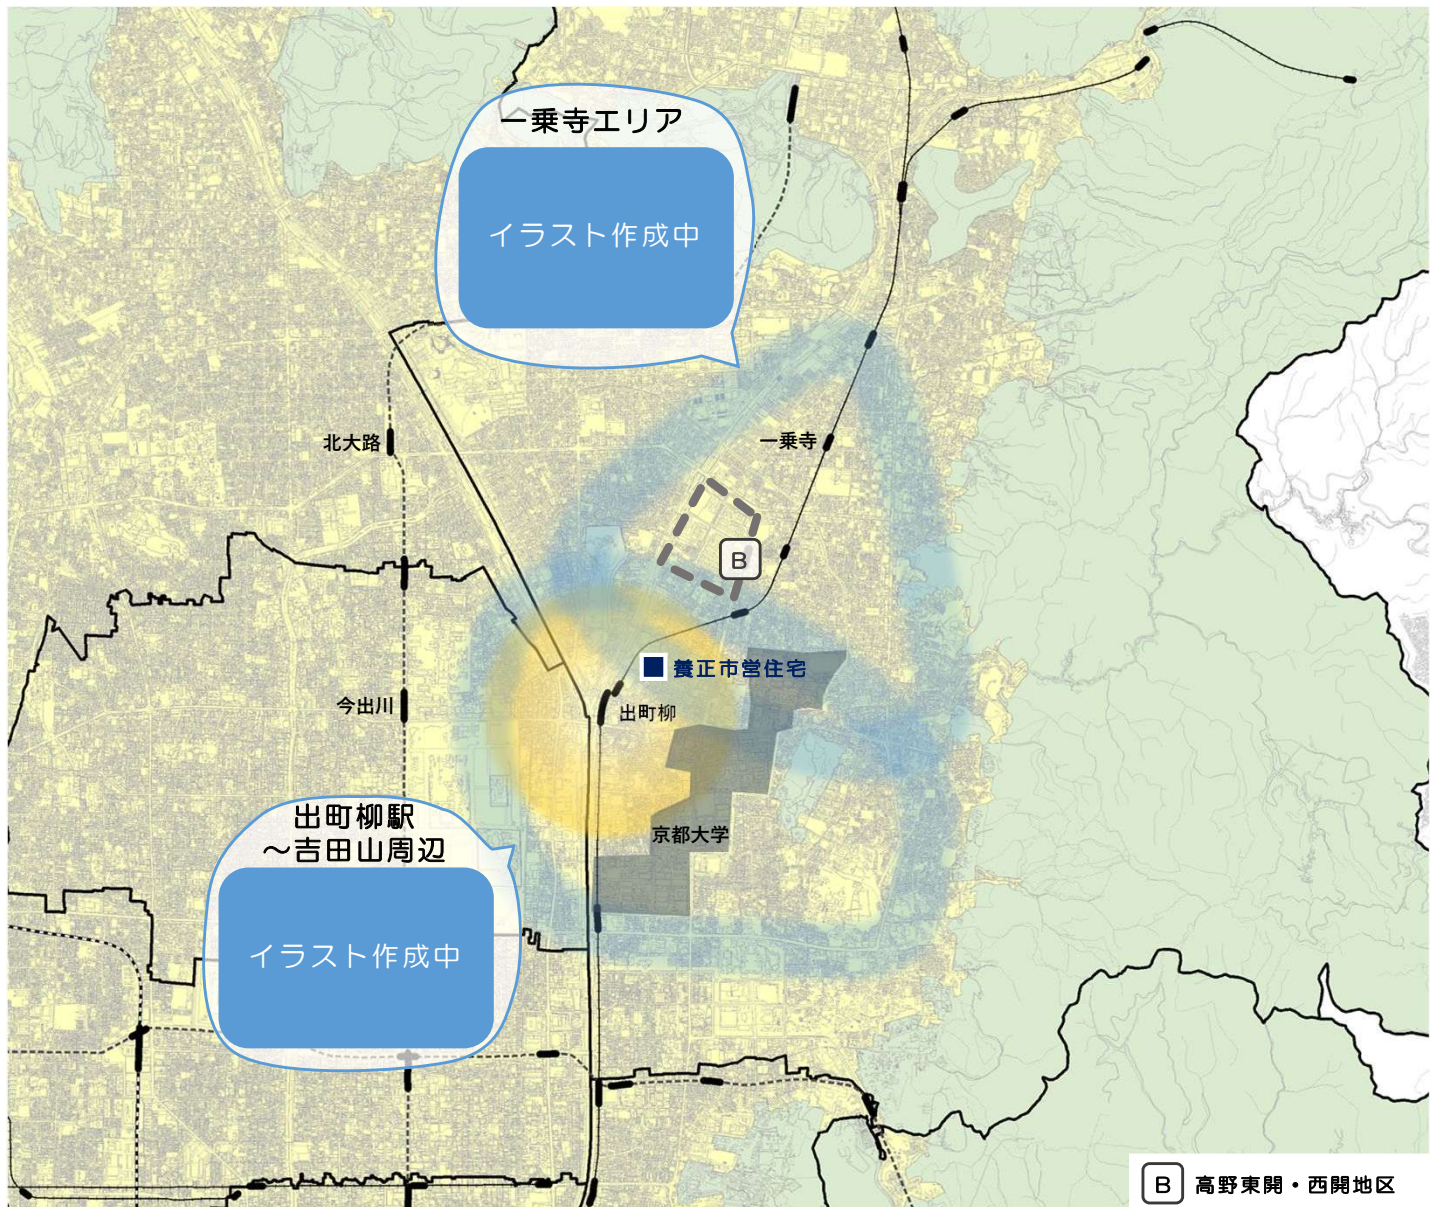 一乗寺エリア
イラスト作成中
北大路
一乗寺
B
養正市営住宅
今出川
出町柳
出町柳駅
～吉田山周辺
京都大学
イラスト作成中
B 高野東開・西開地区